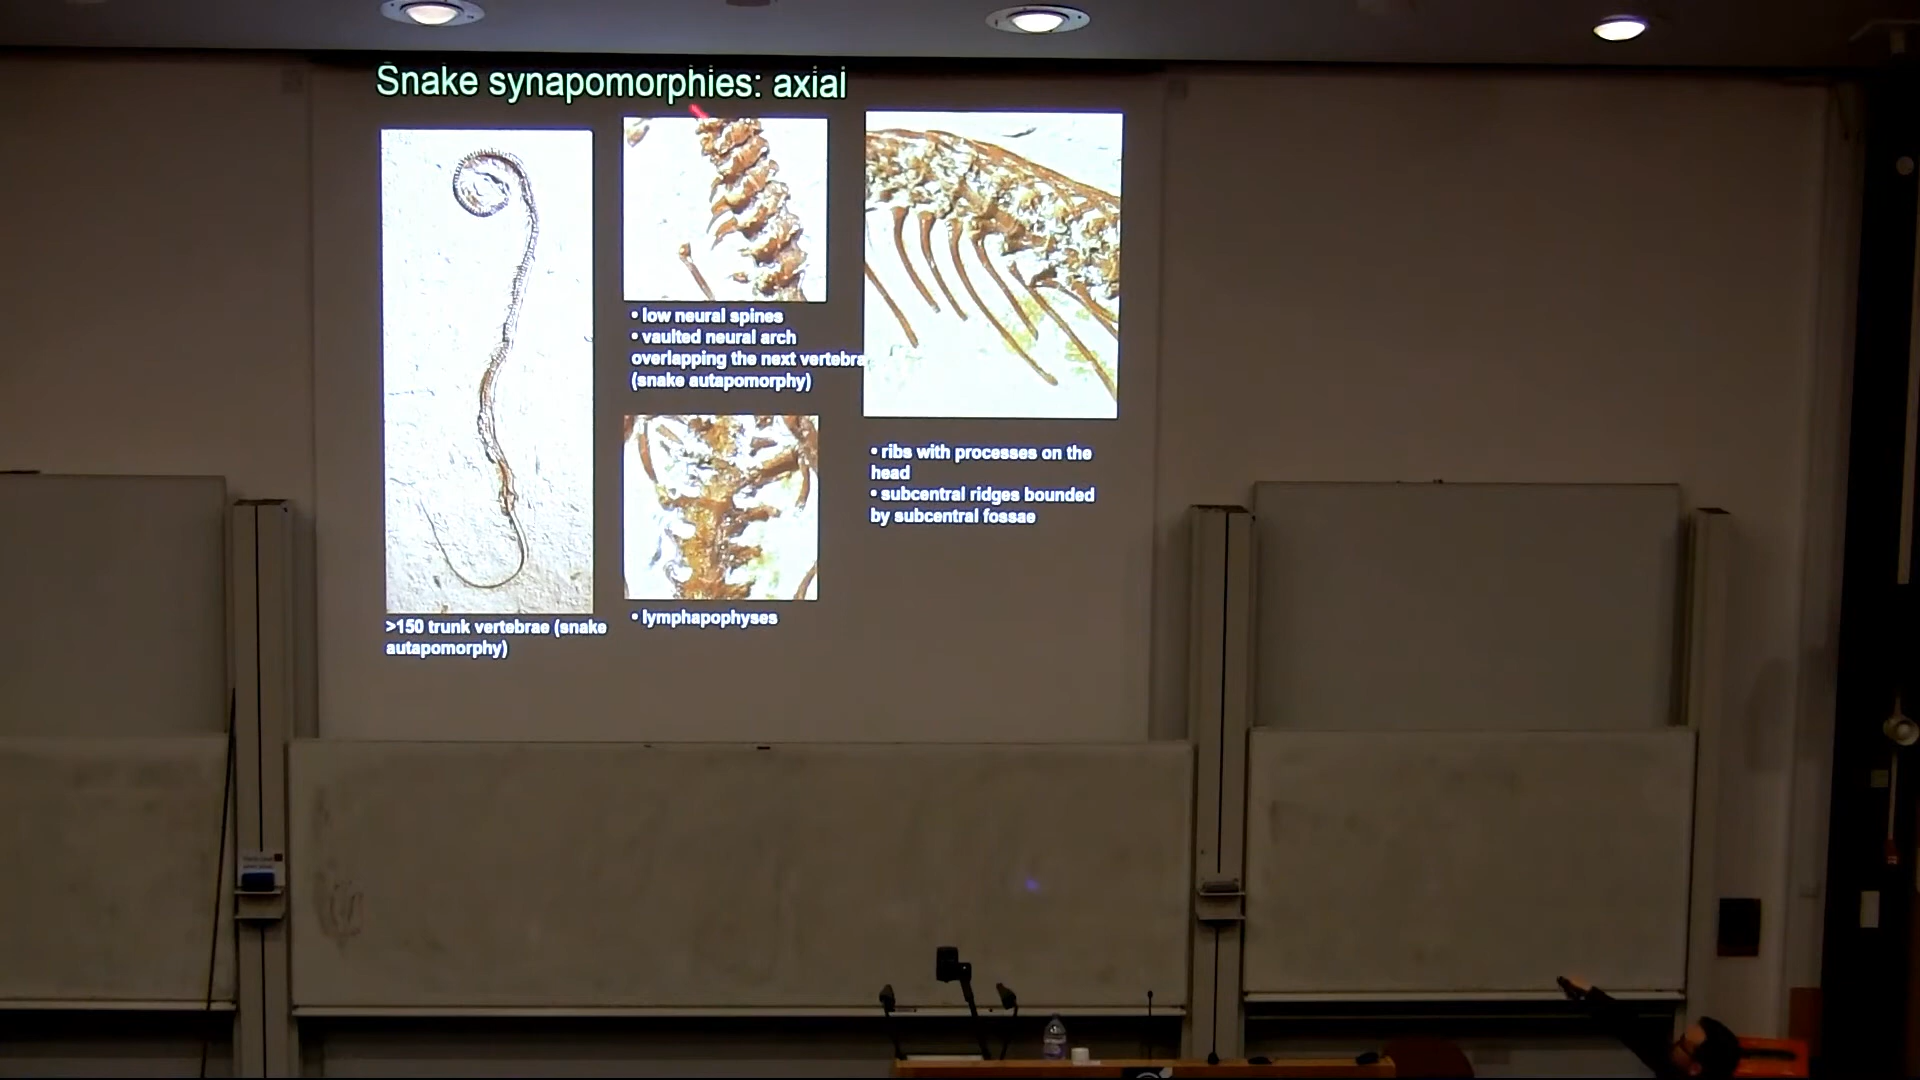 Snake synapomorphies: axial
• low neural spines
• vaulted neural arch
overlapping the next vertebra
(snake autapomorphy)
• ribs with processes on the
head
• subcentral ridges bounded
by subcentral fossae
• lymphapophyses
>150 trunk vertebrae (snake
autapomorphy)